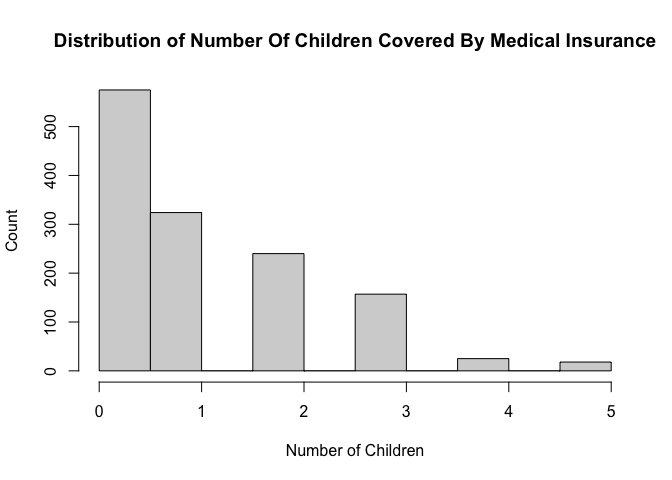 Distribution of Number Of Children Covered By Medical Insurance
500
400
300
200
100
0
Count
0 1 2 3 4 5
Number of Children